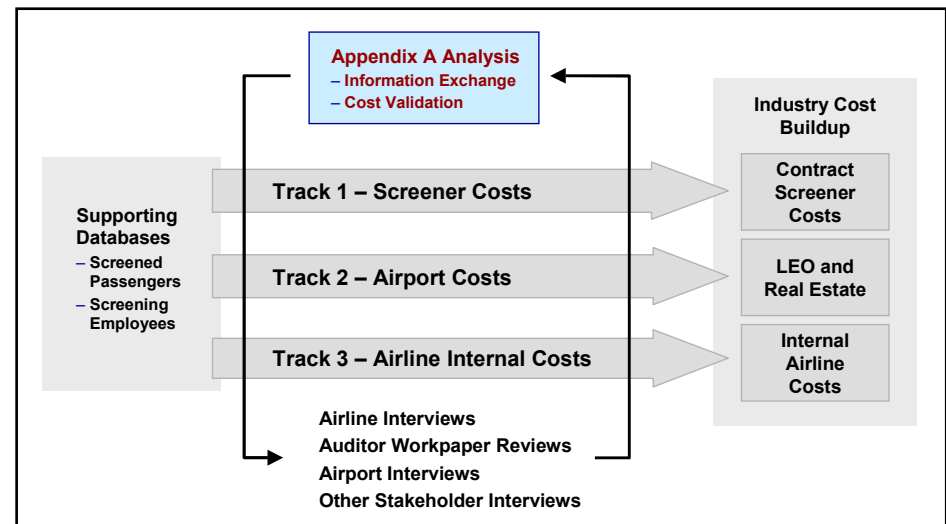 Appendix A Analysis
– Information Exchange
– Cost Validation
Industry Cost
Buildup
Supporting
Databases
– Screened
Passengers
– Screening
Employees
Track 1 – Screener Costs
Contract
Screener
Costs
Track 2 – Airport Costs
LEO and
Real Estate
Track 3 – Airline Internal Costs
Internal
Airline
Costs
Airline Interviews
Auditor Workpaper Reviews
Airport Interviews
Other Stakeholder Interviews